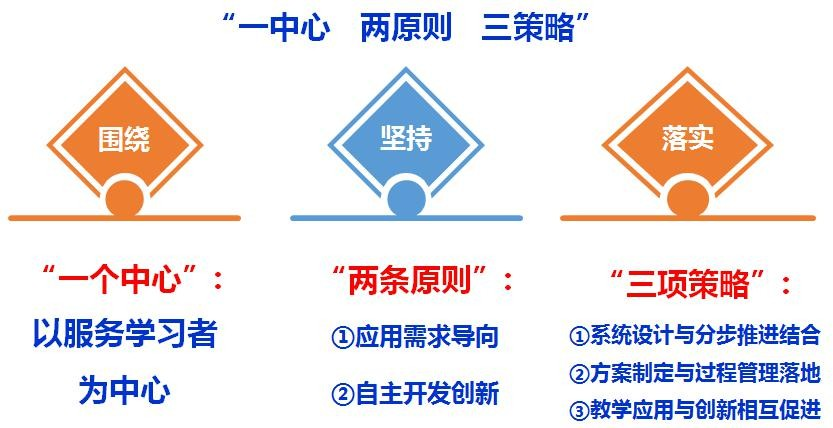 “一中心 两原则 三策略”
围绕
坚持
落实
“一个中心”：
以服务学习者
为中心
“两条原则”：
①应用需求导向
②自主开发创新
“三项策略”：
①系统设计与分步推进结合
②方案制定与过程管理落地
③教学应用与创新相互促进